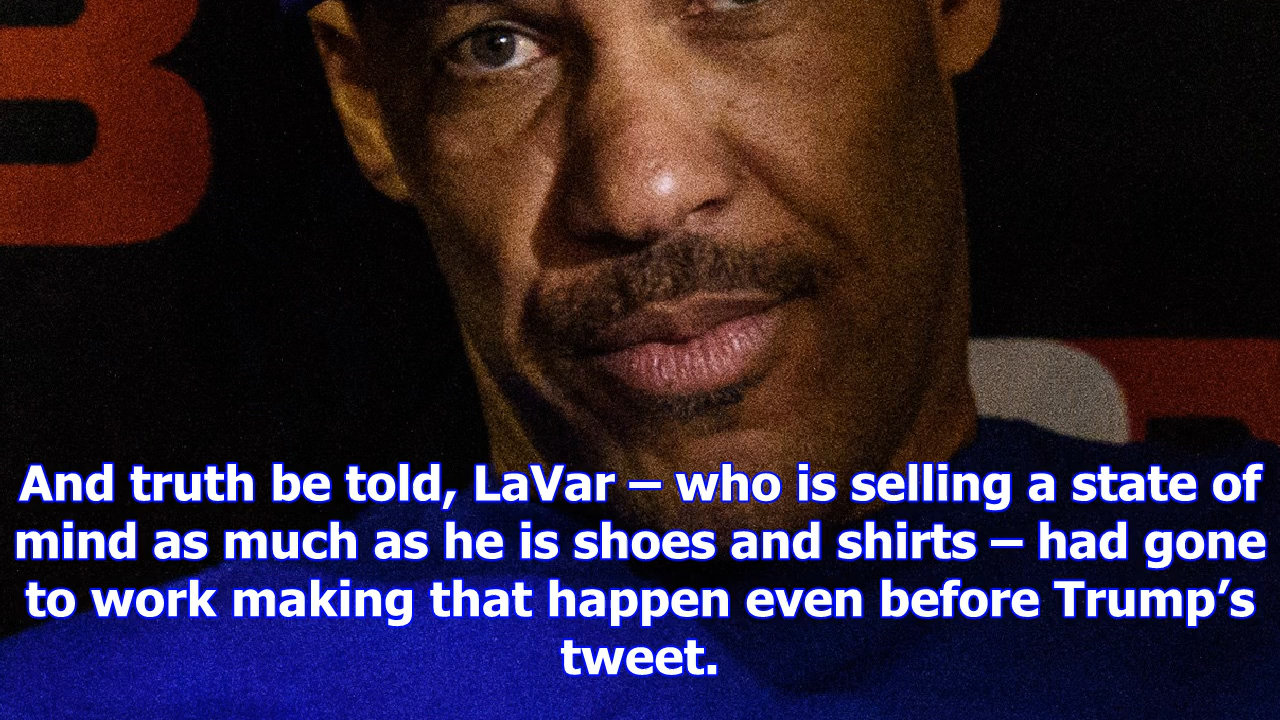 And truth be told, LaVar – who is selling a state of
mind as much as he is shoes and shirts – had gone
to work making that happen even before Trump’s
tweet.